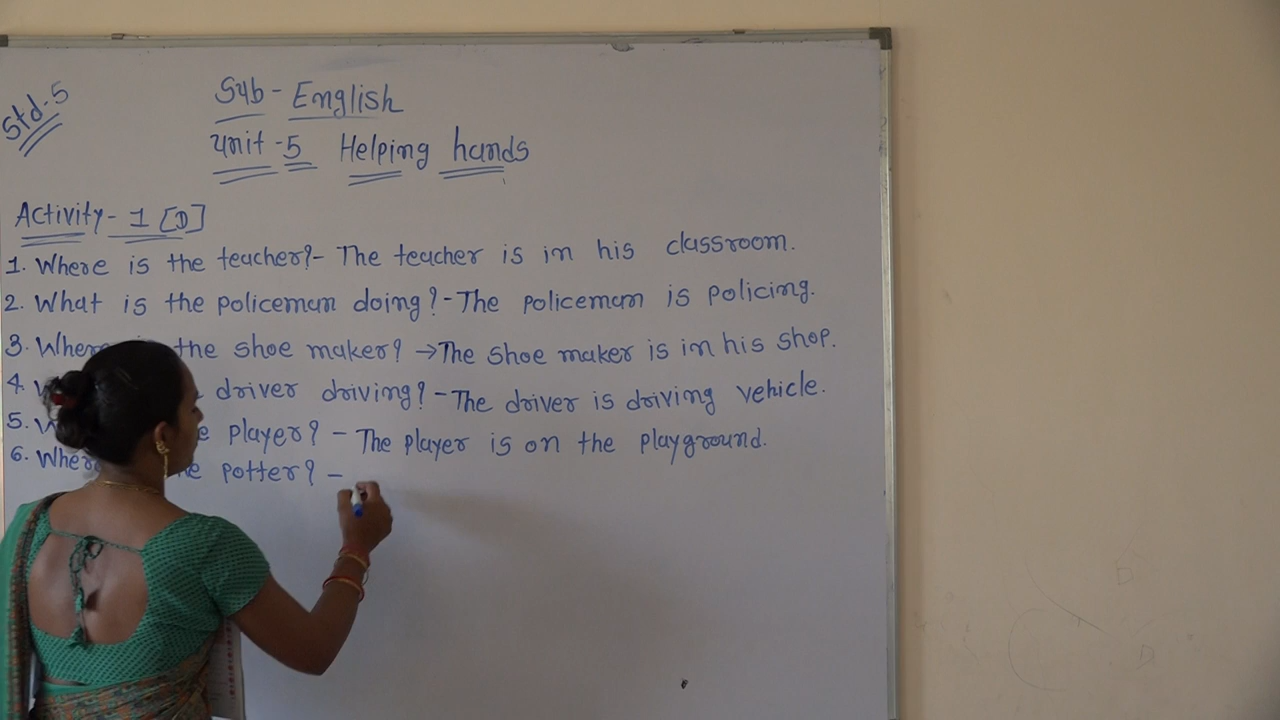 Std-5
Sub - English
Unit - 5 Helping hands
Activity - 1 [D]
1. Where is the teacher? - The teacher is in his classroom.
2. What is the policeman doing? - The policeman is policing.
3. Where the shoe maker? → The shoe maker is in his shop.
4. driver driving? - The driver is driving vehicle.
5. player? - The player is on the playground.
6. Where potter? -